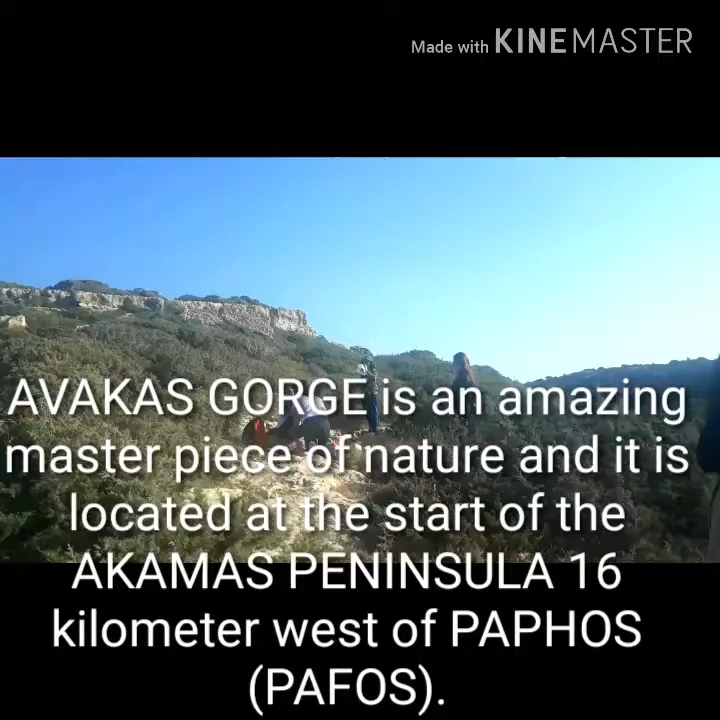 Made with KINEMASTER
AVAKAS GORGE is an amazing
master piece of nature and it is
located at the start of the
AKAMAS PENINSULA 16
kilometer west of PAPHOS
(PAFOS).